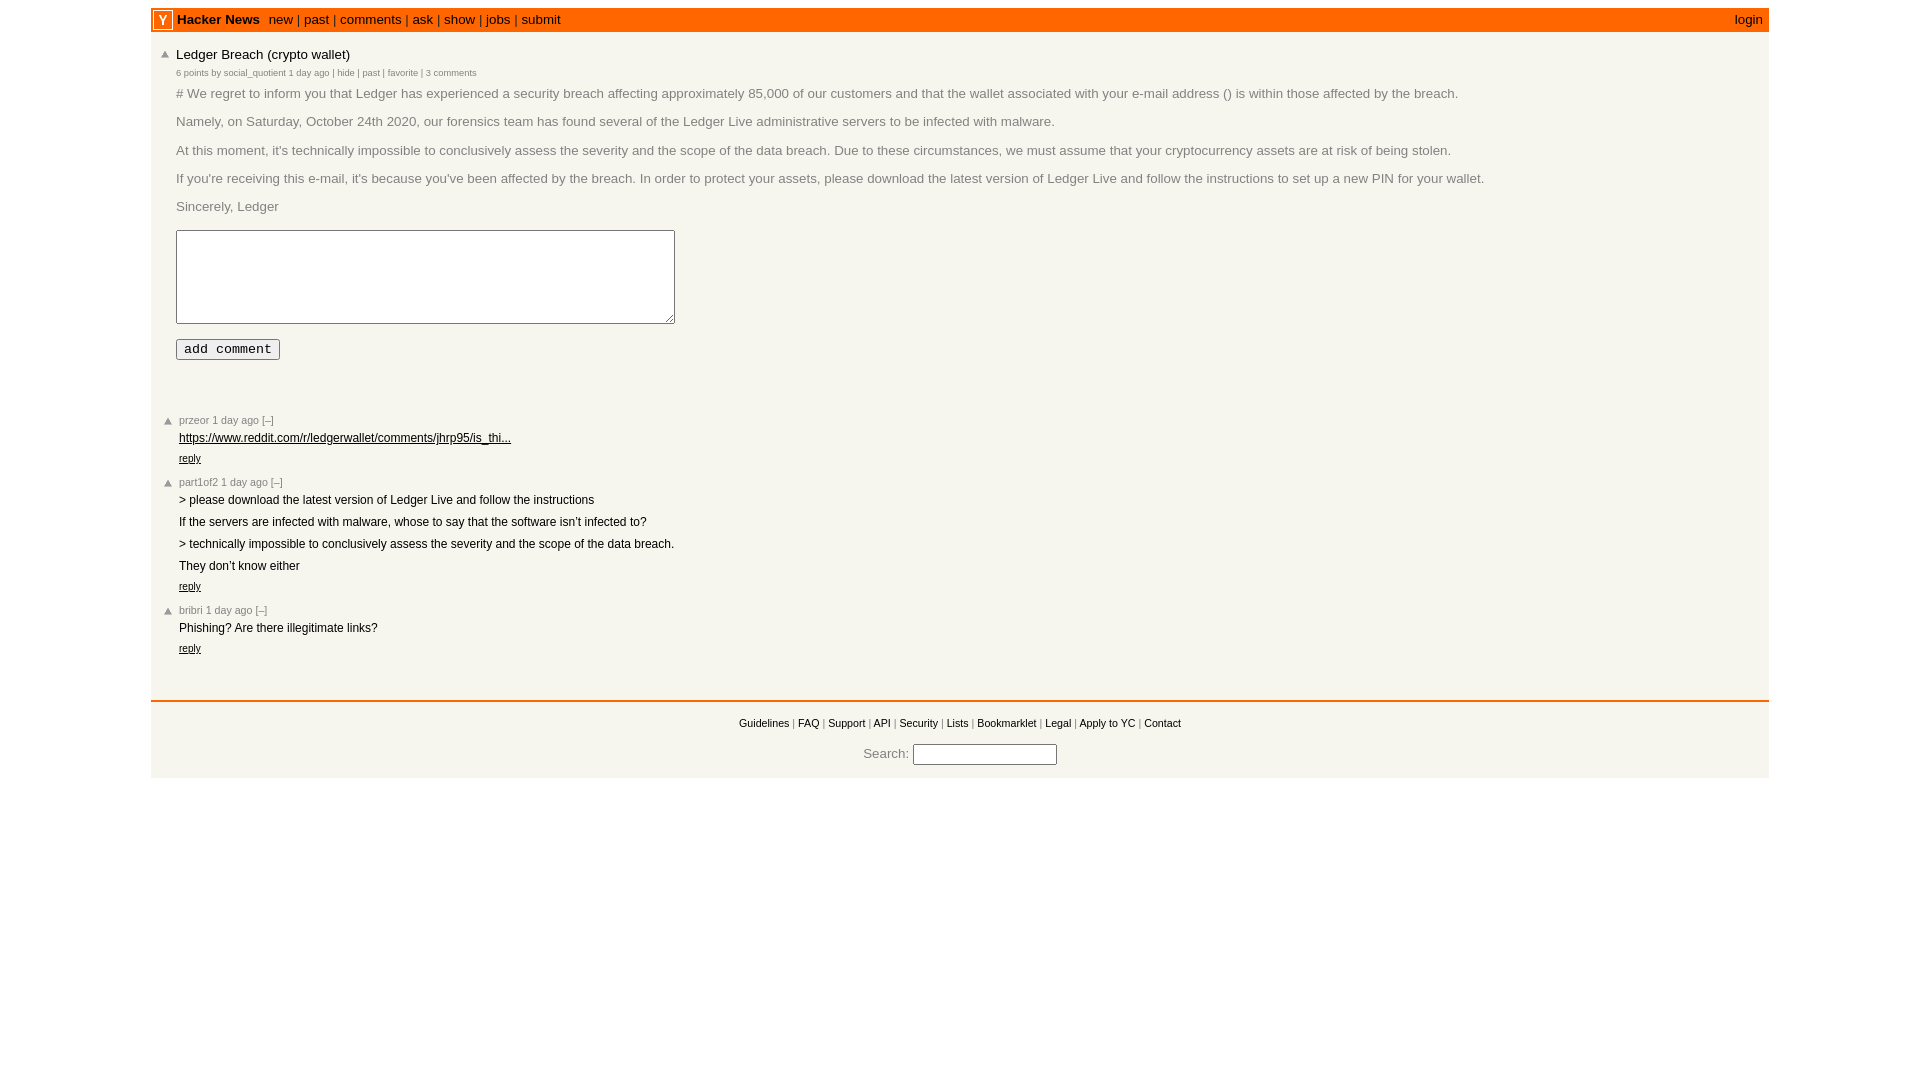 Y Hacker News new | past | comments | ask | show | jobs | submit login
Ledger Breach (crypto wallet)
6 points by social_quotient 1 day ago | hide | past | favorite | 3 comments
# We regret to inform you that Ledger has experienced a security breach affecting approximately 85,000 of our customers and that the wallet associated with your e-mail address () is within those affected by the breach.
Namely, on Saturday, October 24th 2020, our forensics team has found several of the Ledger Live administrative servers to be infected with malware.
At this moment, it's technically impossible to conclusively assess the severity and the scope of the data breach. Due to these circumstances, we must assume that your cryptocurrency assets are at risk of being stolen.
If you're receiving this e-mail, it's because you've been affected by the breach. In order to protect your assets, please download the latest version of Ledger Live and follow the instructions to set up a new PIN for your wallet.
Sincerely, Ledger
add comment
przeor 1 day ago [–]
https://www.reddit.com/r/ledgerwallet/comments/jhrp95/is_thi...
reply
part1of2 1 day ago [–]
> please download the latest version of Ledger Live and follow the instructions
If the servers are infected with malware, whose to say that the software isn’t infected to?
> technically impossible to conclusively assess the severity and the scope of the data breach.
They don’t know either
reply
bribri 1 day ago [–]
Phishing? Are there illegitimate links?
reply
Guidelines | FAQ | Support | API | Security | Lists | Bookmarklet | Legal | Apply to YC | Contact
Search: